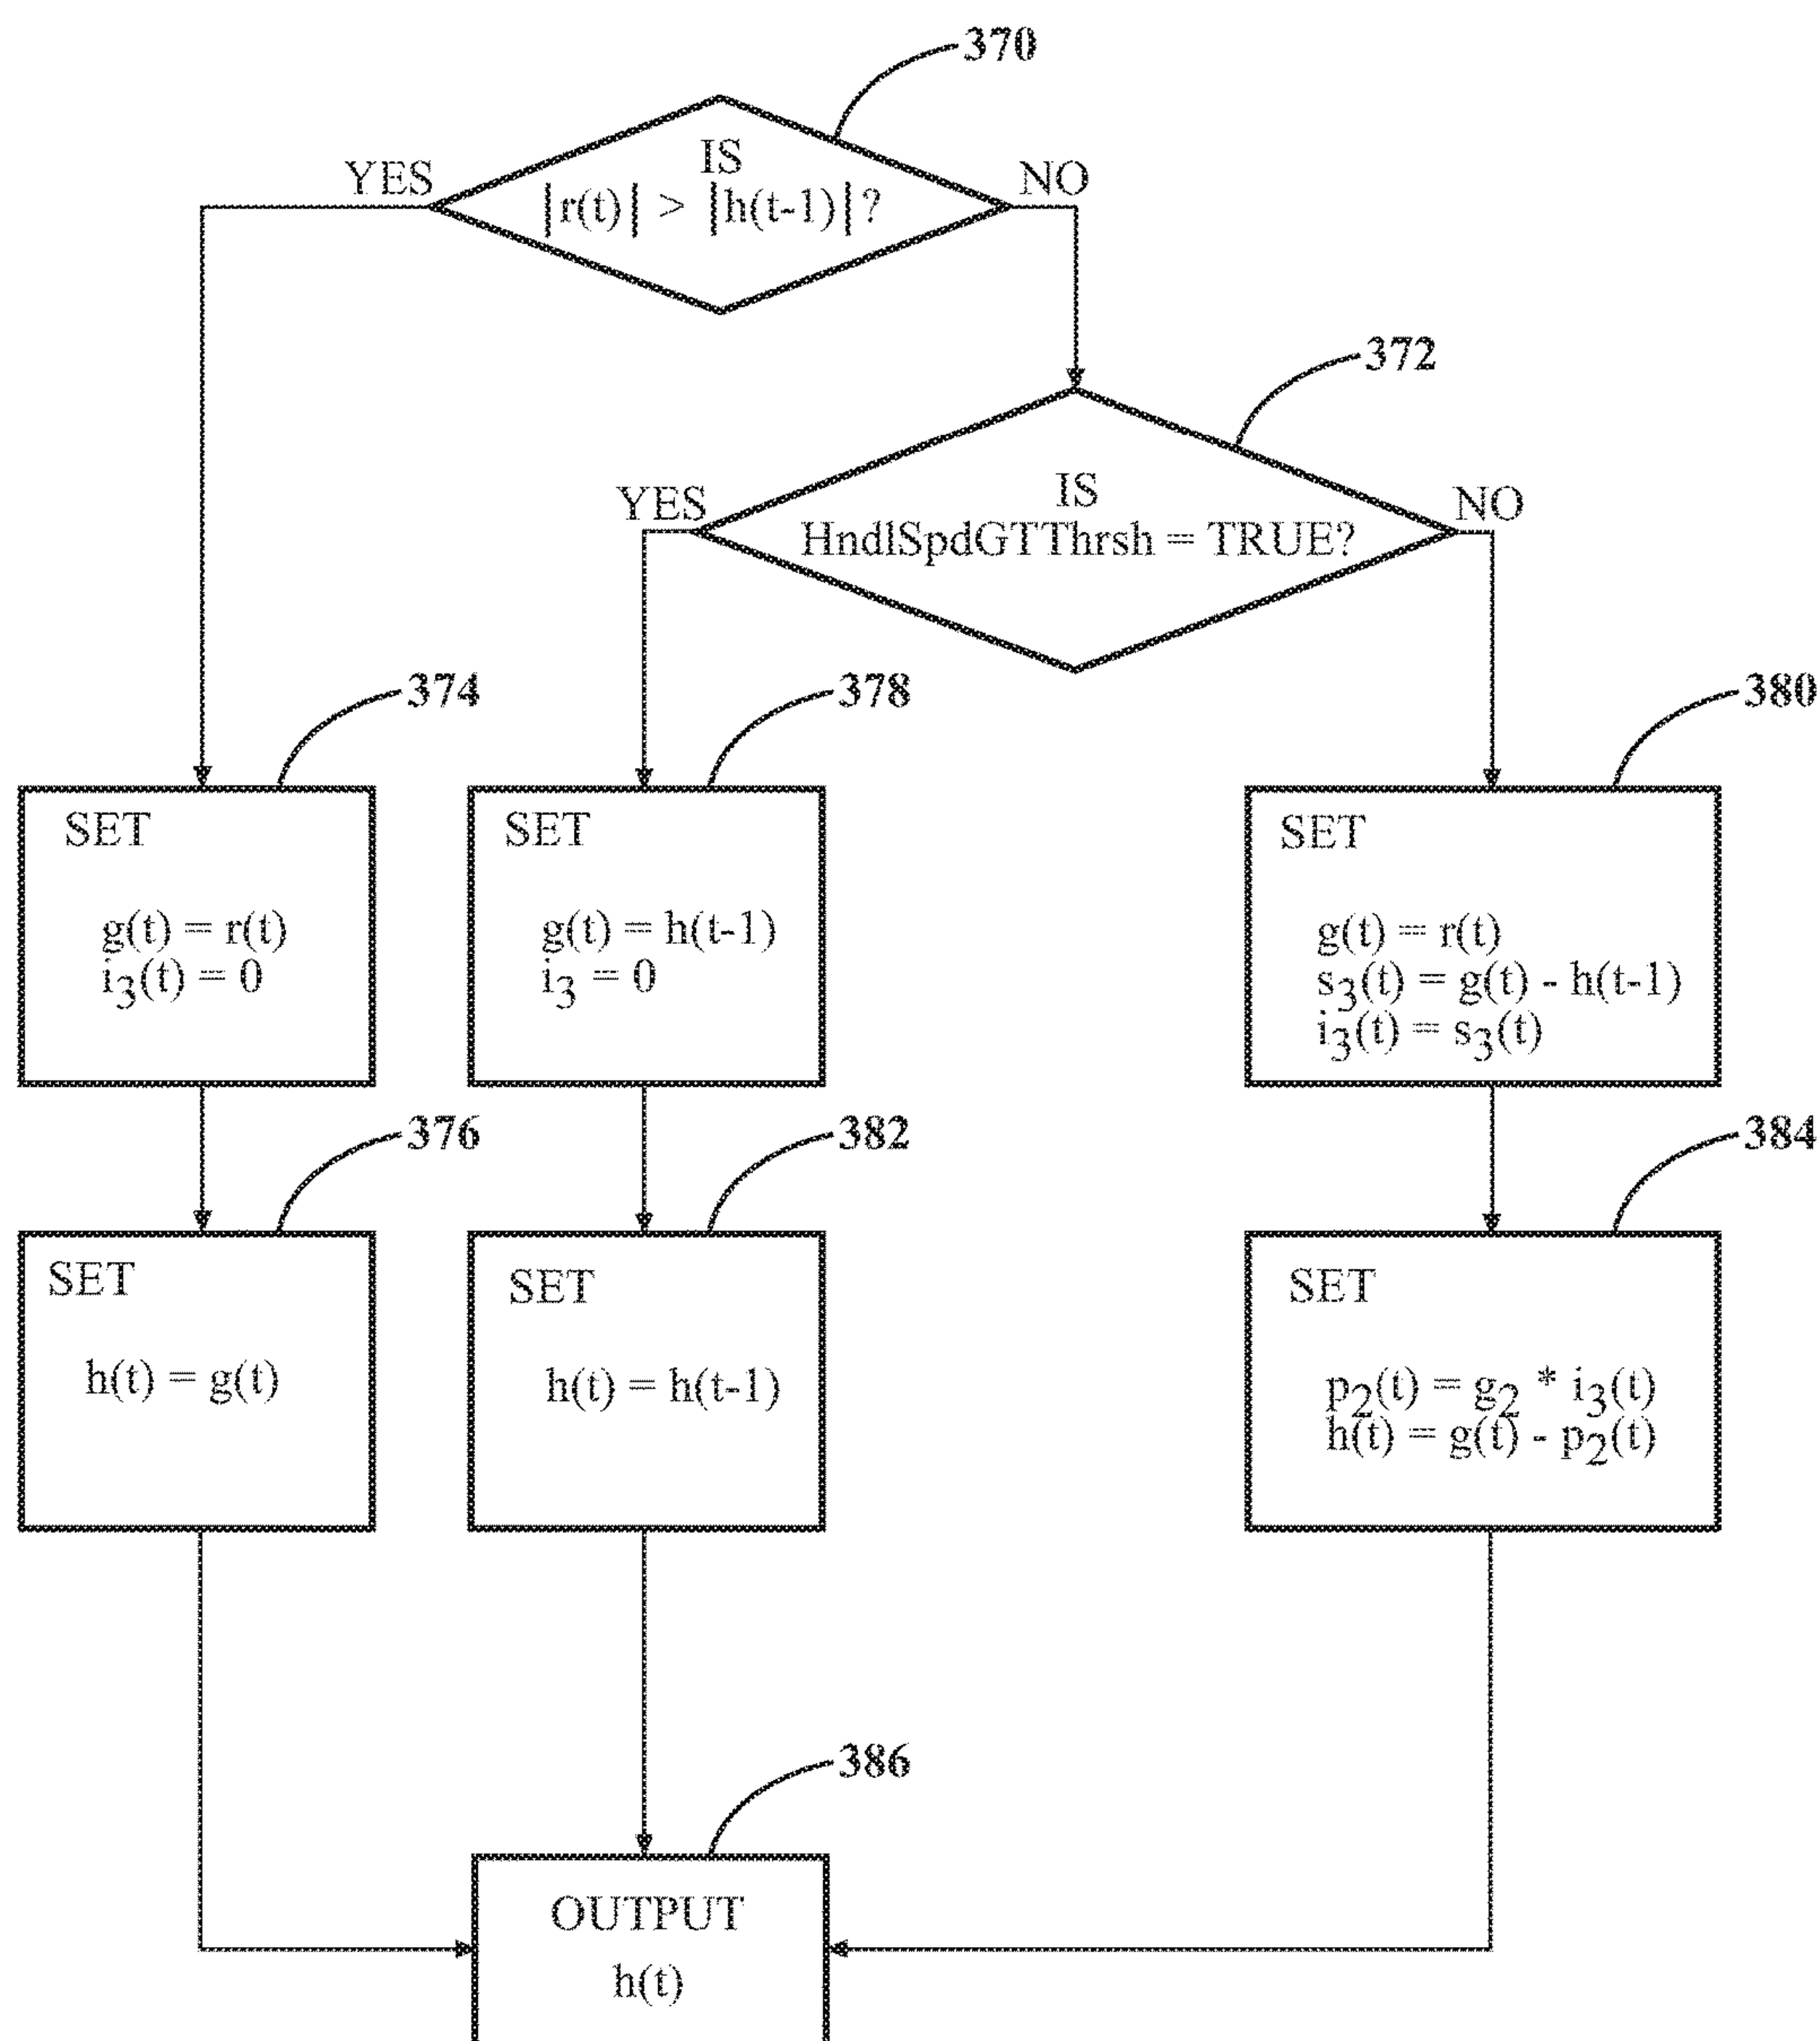 370
IS
YES
NO
|r(t)| > |h(t-1)|?
372
IS
YES
NO
HndlSpdGTThrsh = TRUE?
374
378
380
SET
g(t) = r(t)
i3(t) = 0
SET
g(t) = h(t-1)
i3 = 0
SET
g(t) = r(t)
s3(t) = g(t) - h(t-1)
i3(t) = s3(t)
376
382
384
SET
h(t) = g(t)
SET
h(t) = h(t-1)
SET
p2(t) = g2 * i3(t)
h(t) = g(t) - p2(t)
386
OUTPUT
h(t)